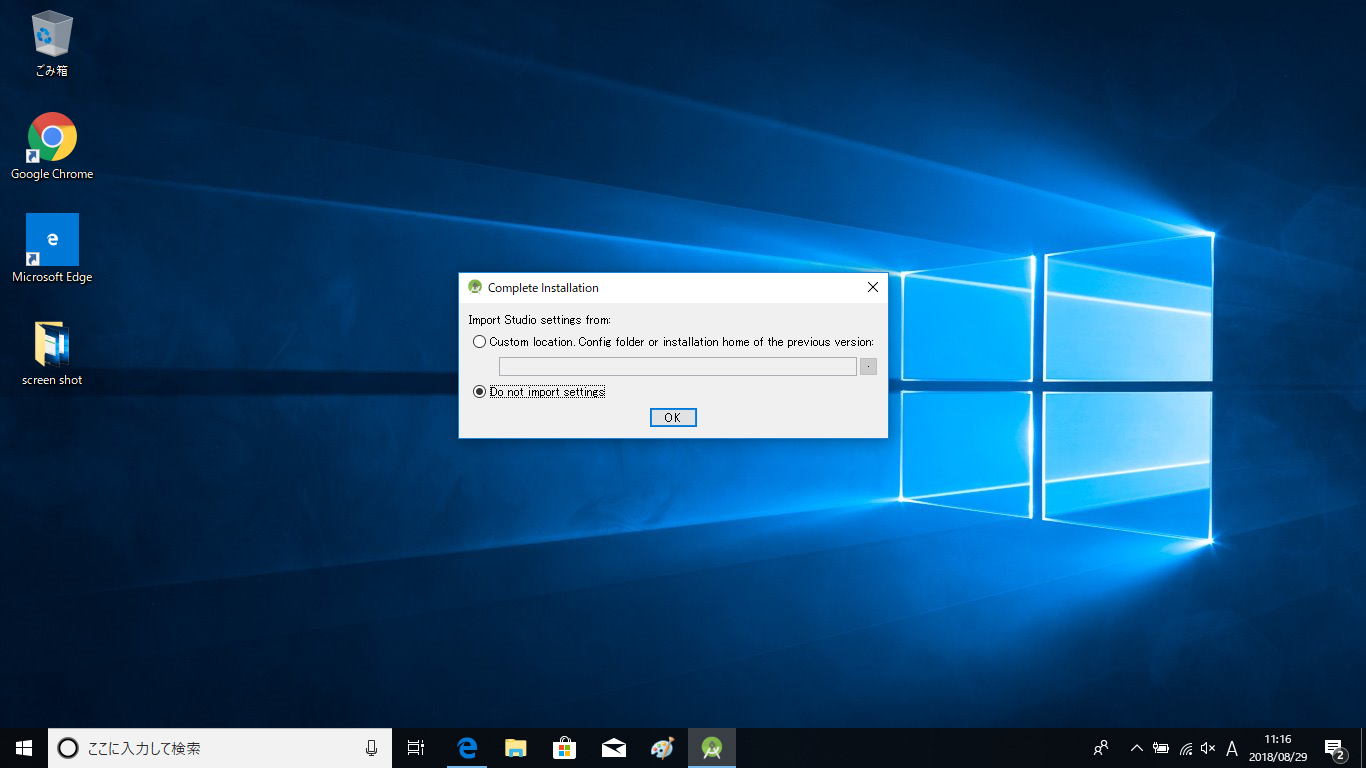 ごみ箱
Google Chrome
Microsoft Edge
screen shot
Complete Installation
Import Studio settings from:
Custom location. Config folder or installation home of the previous version:
Do not import settings
OK
ここに入力して検索
A
11:16
2018/08/29
2